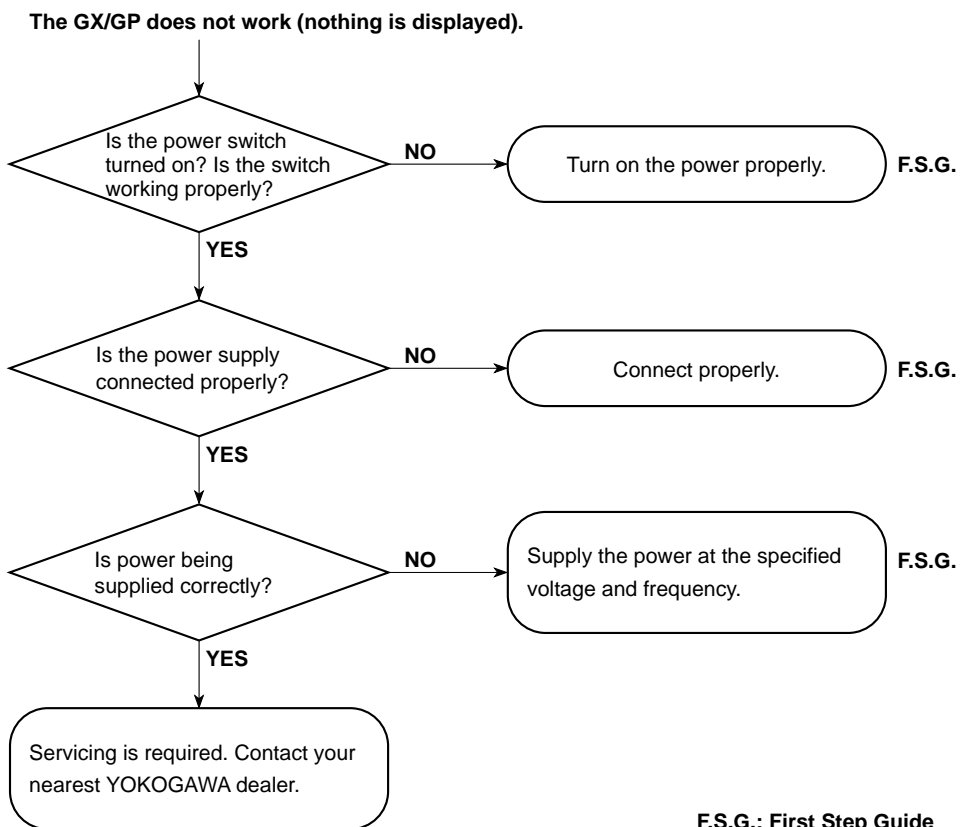 The GX/GP does not work (nothing is displayed).
Is the power switch
turned on? Is the switch
working properly?
NO
Turn on the power properly.
F.S.G.
YES
Is the power supply
connected properly?
NO
Connect properly.
F.S.G.
YES
Is power being
supplied correctly?
NO
Supply the power at the specified
voltage and frequency.
F.S.G.
YES
Servicing is required. Contact your
nearest YOKOGAWA dealer.
F.S.G.: First Step Guide